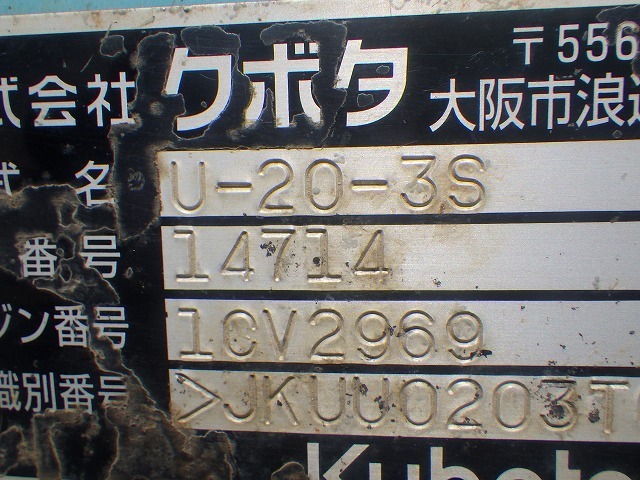 式会社クボタ 〒556
大阪市浪速
式名 U-20-3S
番号 14714
ジン番号 1CV2969
識別番号 >JKUU0203T
Kubota